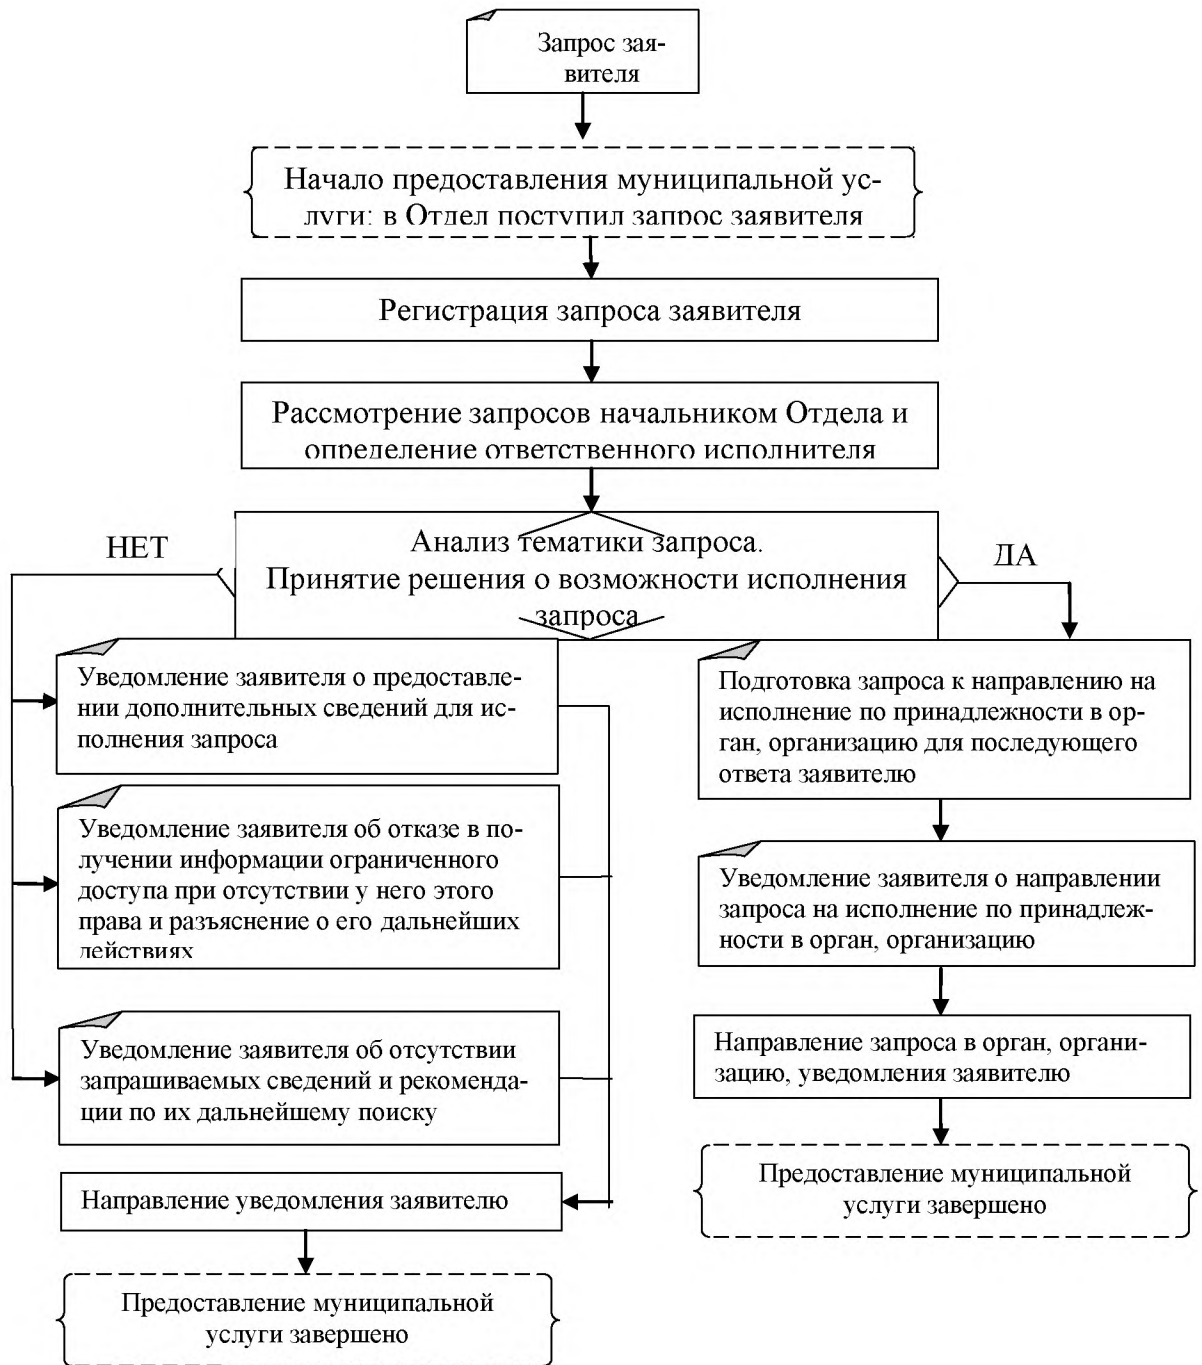 Запрос зая-
вителя
Начало предоставления муниципальной ус-
луги: в Отдел поступил запрос заявителя
Регистрация запроса заявителя
Рассмотрение запросов начальником Отдела и
определение ответственного исполнителя
НЕТ
Анализ тематики запроса.
Принятие решения о возможности исполнения
запроса
ДА
Уведомление заявителя о предоставле-
нии дополнительных сведений для ис-
полнения запроса
Уведомление заявителя об отказе в по-
лучении информации ограниченного
доступа при отсутствии у него этого
права и разъяснение о его дальнейших
действиях
Уведомление заявителя об отсутствии
запрашиваемых сведений и рекоменда-
ции по их дальнейшему поиску
Направление уведомления заявителю
Предоставление муниципальной
услуги завершено
Подготовка запроса к направлению на
исполнение по принадлежности в ор-
ган, организацию для последующего
ответа заявителю
Уведомление заявителя о направлении
запроса на исполнение по принадлеж-
ности в орган, организацию
Направление запроса в орган, органи-
зацию, уведомления заявителю
Предоставление муниципальной
услуги завершено